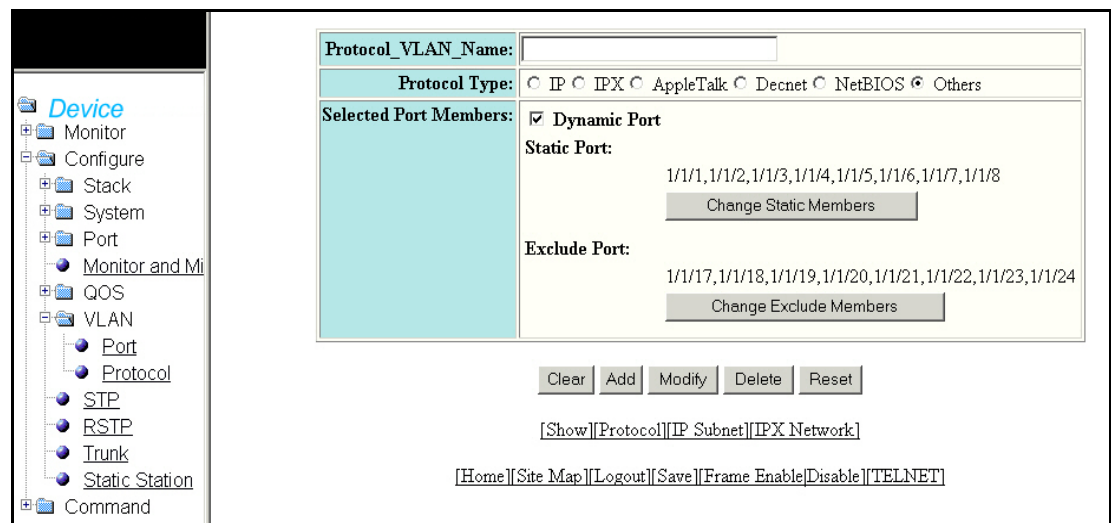 Device
Monitor
Configure
Stack
System
Port
Monitor and Mi
QOS
VLAN
Port
Protocol
STP
RSTP
Trunk
Static Station
Command
Protocol_VLAN_Name:
Protocol Type: IP IPX AppleTalk Decnet NetBIOS Others
Selected Port Members: Dynamic Port
Static Port:
1/1/1,1/1/2,1/1/3,1/1/4,1/1/5,1/1/6,1/1/7,1/1/8
Change Static Members
Exclude Port:
1/1/17,1/1/18,1/1/19,1/1/20,1/1/21,1/1/22,1/1/23,1/1/24
Change Exclude Members
Clear Add Modify Delete Reset
[Show][Protocol][IP Subnet][IPX Network]
[Home][Site Map][Logout][Save][Frame Enable|Disable][TELNET]